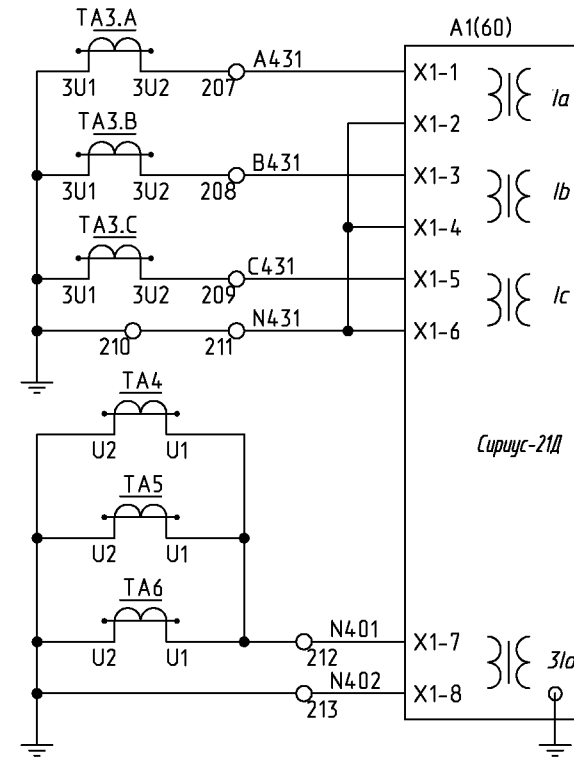 TA3.A
A1(60)
3U1 3U2 207 A431 X1-1 Ia
TA3.B X1-2
3U1 3U2 208 B431 X1-3 Ib
TA3.C X1-4
3U1 3U2 209 C431 X1-5 Ic
210 211 N431 X1-6
TA4
U2 U1
Сириус-21Д
TA5
U2 U1
TA6
U2 U1 212 N401 X1-7 3Io
213 N402 X1-8